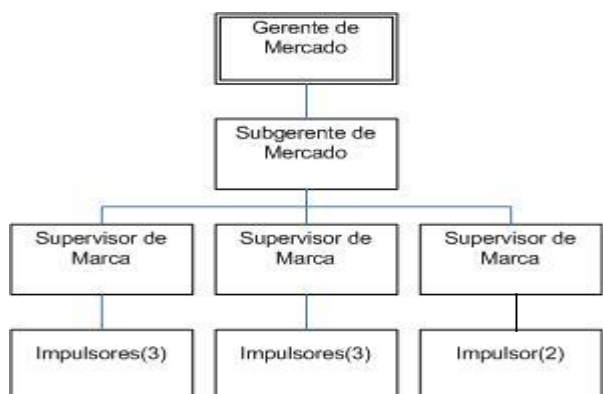 Gerente de
Mercado
Subgerente de
Mercado
Supervisor de
Marca
Supervisor de
Marca
Supervisor de
Marca
Impulsores(3)
Impulsores(3)
Impulsor(2)